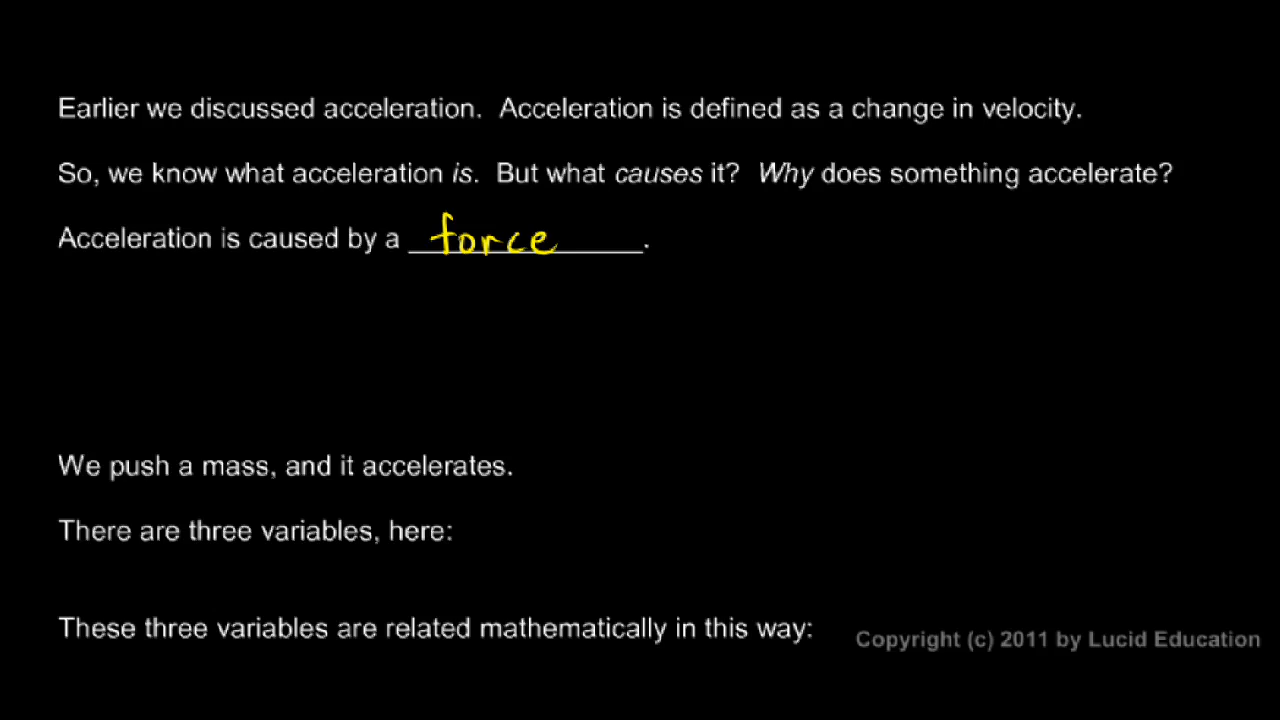 Earlier we discussed acceleration.  Acceleration is defined as a change in velocity.
So, we know what acceleration is.  But what causes it?  Why does something accelerate?
Acceleration is caused by a force.
We push a mass, and it accelerates.
There are three variables, here:
These three variables are related mathematically in this way:
Copyright (c) 2011 by Lucid Education